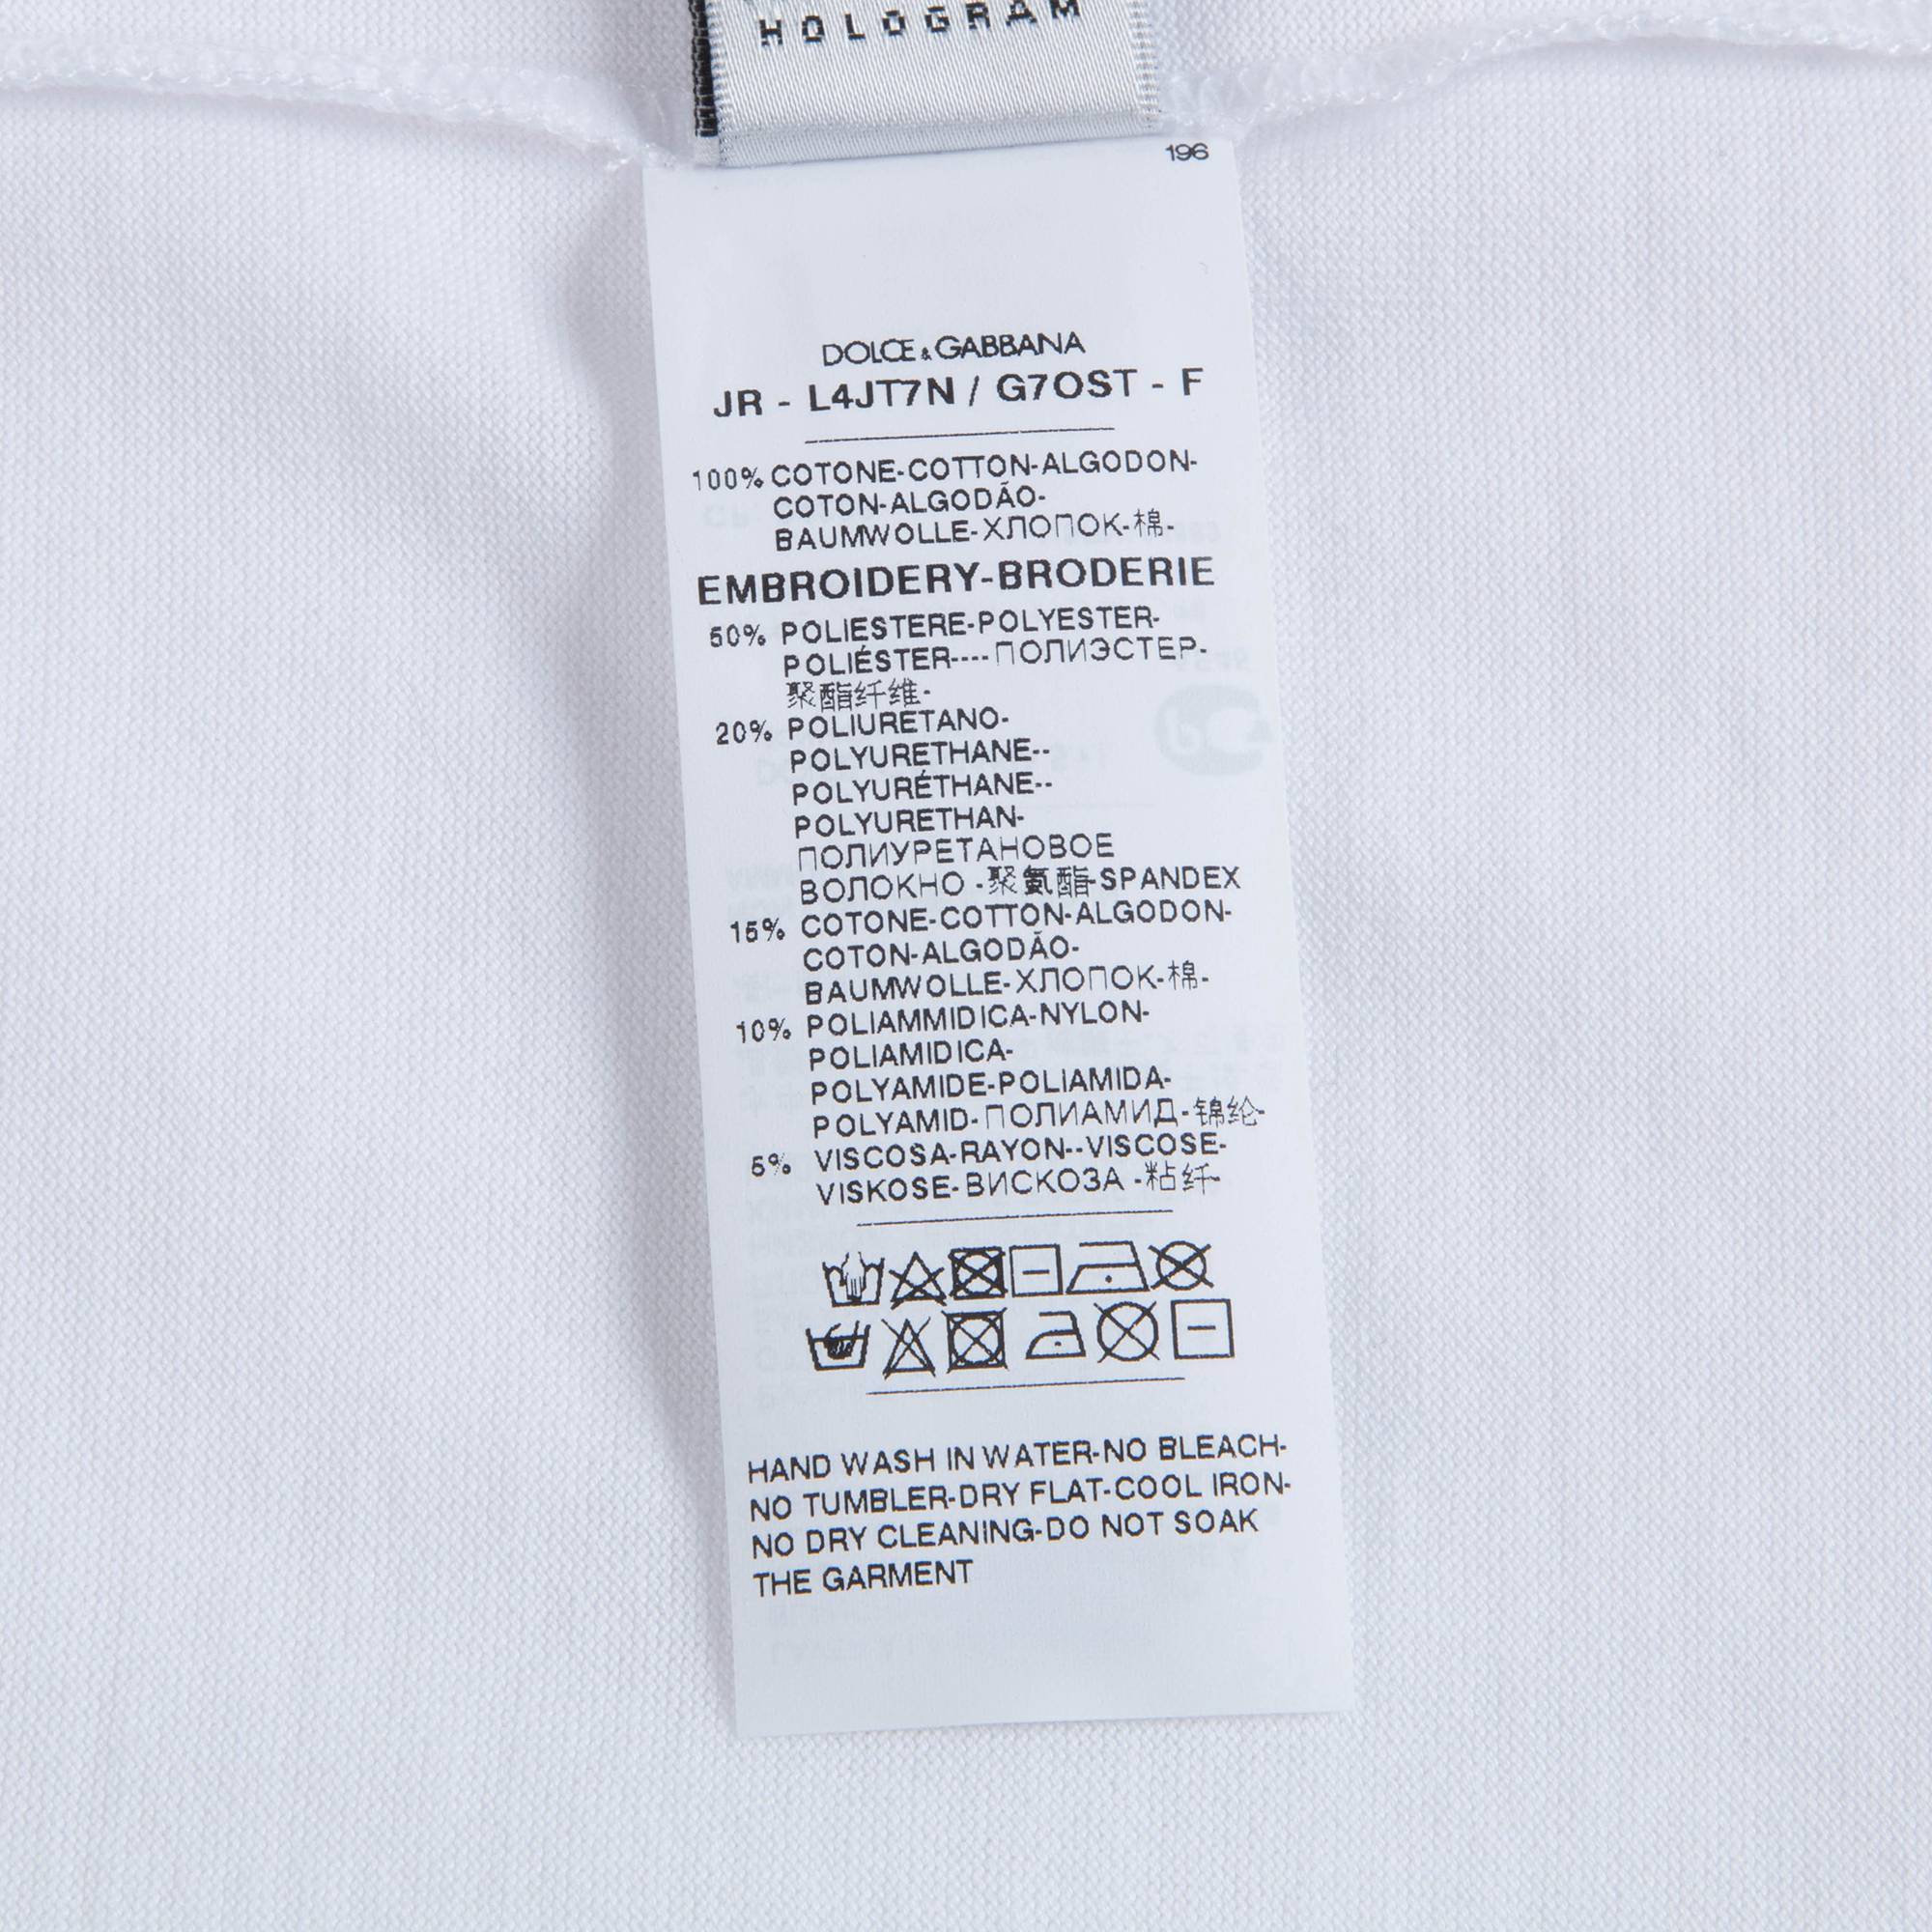 HOLOGRAM
196
DOLCE & GABBANA
JR - L4JT7N / G7OST - F
100% COTONE-COTTON-ALGODON-
COTON-ALGODÃO-
BAUMWOLLE-ХЛОПОК-棉-
EMBROIDERY-BRODERIE
50% POLIESTERE-POLYESTER-
POLIÉSTER----ПОЛИЭСТЕР-
聚酯纤维-
20% POLIURETANO-
POLYURETHANE--
POLYURÉTHANE--
POLYURETHAN-
ПОЛИУРЕТАНОВОЕ
ВОЛОКНО -聚氨酯-SPANDEX
15% COTONE-COTTON-ALGODON-
COTON-ALGODÃO-
BAUMWOLLE-ХЛОПОК-棉-
10% POLIAMMIDICA-NYLON-
POLIAMIDICA-
POLYAMIDE-POLIAMIDA-
POLYAMID-ПОЛИАМИД-锦纶-
5% VISCOSA-RAYON--VISCOSE-
VISKOSE-ВИСКОЗА -粘纤-
HAND WASH IN WATER-NO BLEACH-
NO TUMBLER-DRY FLAT-COOL IRON-
NO DRY CLEANING-DO NOT SOAK
THE GARMENT